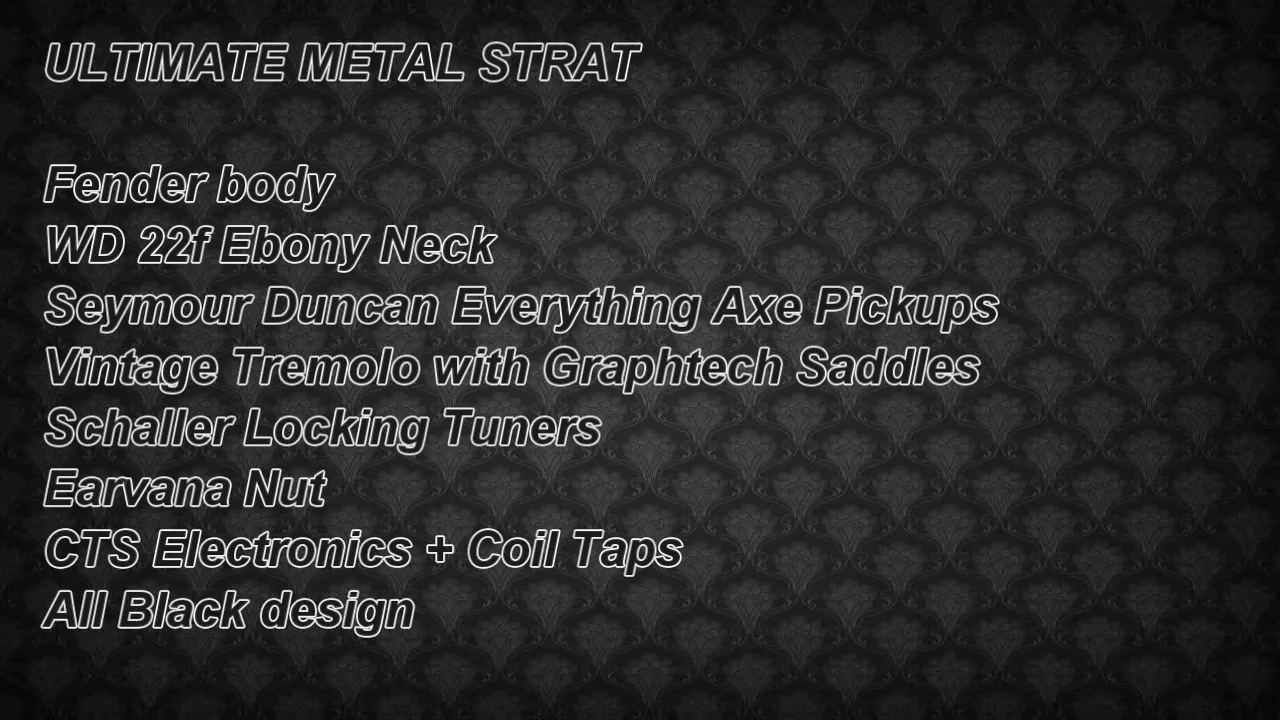 ULTIMATE METAL STRAT
Fender body
WD 22f Ebony Neck
Seymour Duncan Everything Axe Pickups
Vintage Tremolo with Graphtech Saddles
Schaller Locking Tuners
Earvana Nut
CTS Electronics + Coil Taps
All Black design